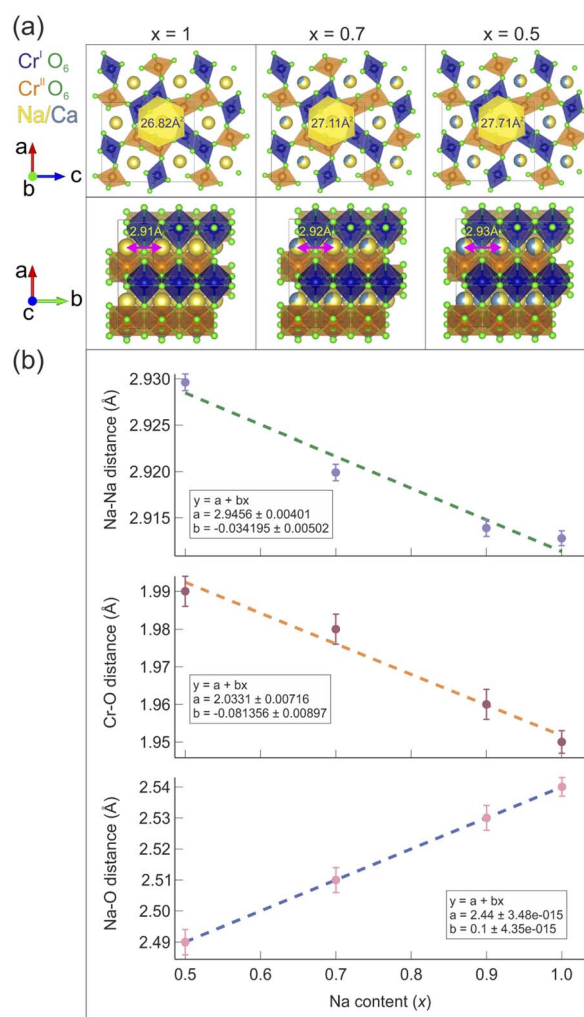 (a)
x = 1
x = 0.7
x = 0.5
Crᴵ O₆
Crᴵᴵ O₆
Na/Ca
a
b
c
26.82Å²
27.11Å²
27.71Å²
a
c
b
2.91Å
2.92Å
2.93Å
(b)
Na-Na distance (Å)
2.930
2.925
2.920
2.915
y = a + bx
a = 2.9456 ± 0.00401
b = -0.034195 ± 0.00502
Cr-O distance (Å)
1.99
1.98
1.97
1.96
1.95
y = a + bx
a = 2.0331 ± 0.00716
b = -0.081356 ± 0.00897
Na-O distance (Å)
2.54
2.53
2.52
2.51
2.50
2.49
y = a + bx
a = 2.44 ± 3.48e-015
b = 0.1 ± 4.35e-015
0.5
0.6
0.7
0.8
0.9
1.0
Na content (x)